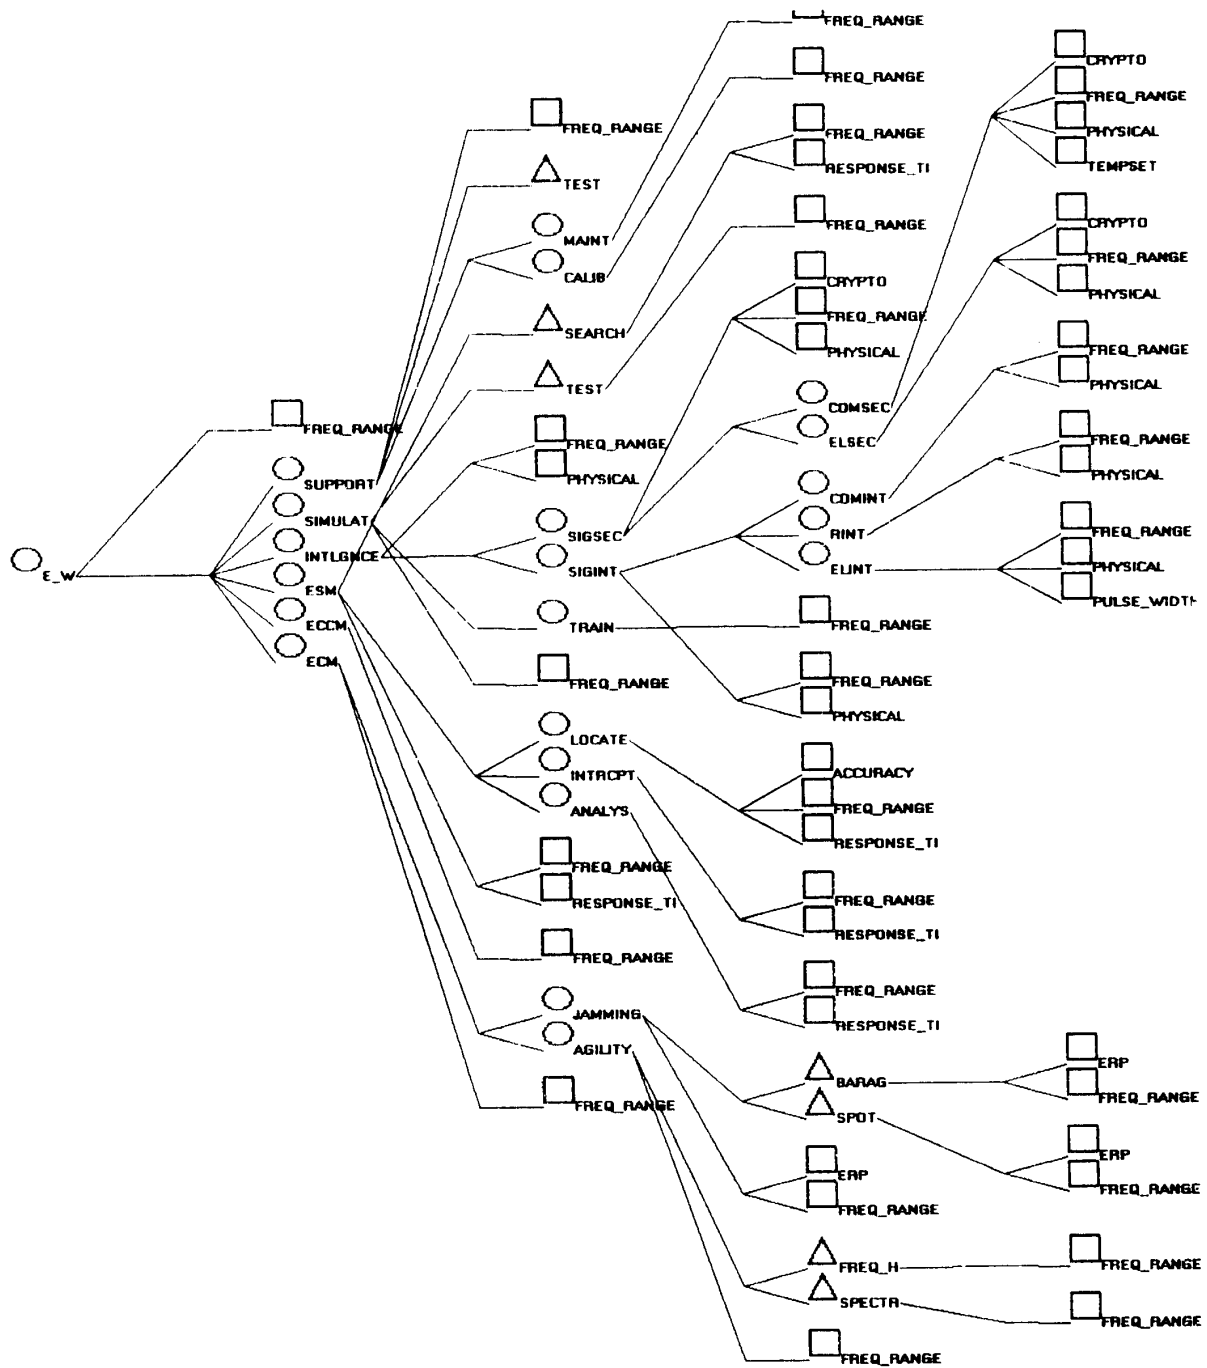 FREQ_RANGE
CRYPTO
FREQ_RANGE
FREQ_RANGE
FREQ_RANGE
FREQ_RANGE
PHYSICAL
RESPONSE_TI
TEMPSET
TEST
FREQ_RANGE
CRYPTO
MAINT
FREQ_RANGE
CALIB
CRYPTO
PHYSICAL
FREQ_RANGE
SEARCH
FREQ_RANGE
PHYSICAL
PHYSICAL
TEST
COMSEC
FREQ_RANGE
FREQ_RANGE
FREQ_RANGE
ELSEC
PHYSICAL
PHYSICAL
SUPPORT
COMINT
SIMULAT
FREQ_RANGE
SIGSEC
RINT
INTLGNCE
PHYSICAL
SIGINT
ELINT
E_W
ESM
PULSE_WIDTH
ECCM
TRAIN
FREQ_RANGE
ECM
FREQ_RANGE
FREQ_RANGE
PHYSICAL
LOCATE
ACCURACY
INTRCPT
FREQ_RANGE
ANALYS
RESPONSE_TI
FREQ_RANGE
FREQ_RANGE
RESPONSE_TI
RESPONSE_TI
FREQ_RANGE
FREQ_RANGE
JAMMING
RESPONSE_TI
AGILITY
ERP
BARAG
FREQ_RANGE
FREQ_RANGE
SPOT
ERP
ERP
FREQ_RANGE
FREQ_RANGE
FREQ_H
FREQ_RANGE
SPECTR
FREQ_RANGE
FREQ_RANGE